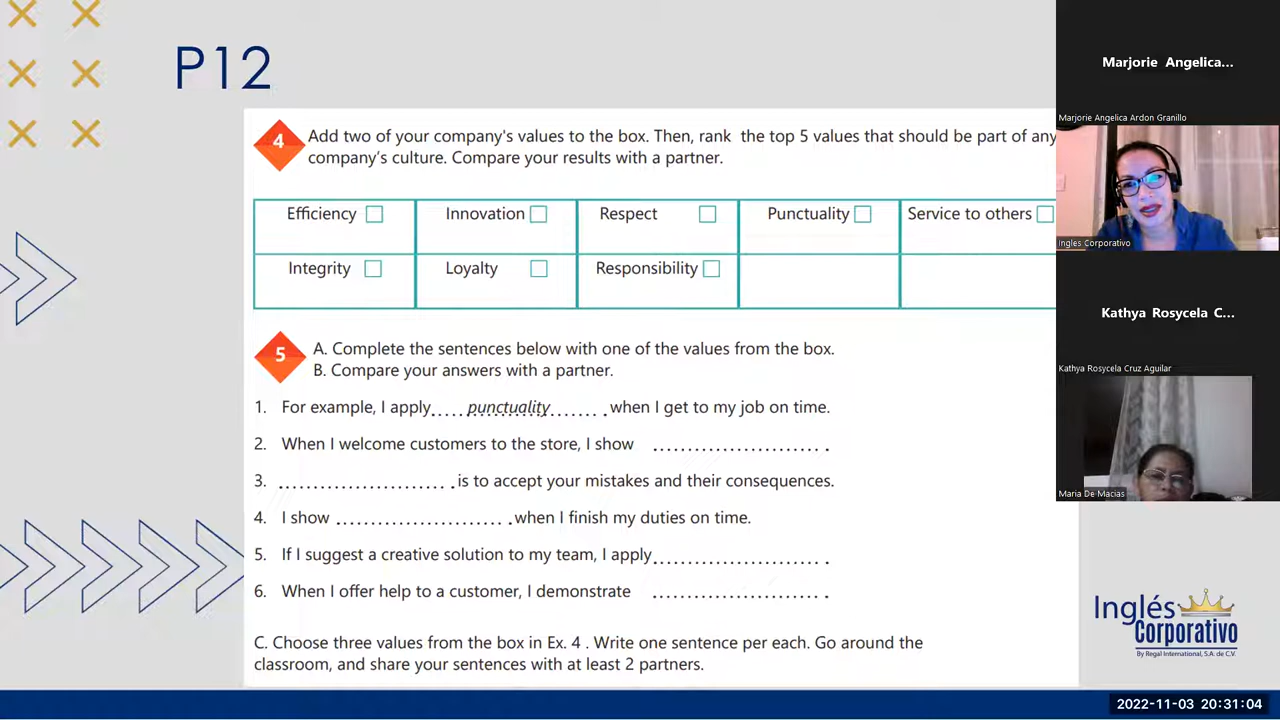 P12
4 Add two of your company's values to the box. Then, rank the top 5 values that should be part of any
company's culture. Compare your results with a partner.
Efficiency Innovation Respect Punctuality Service to others
Integrity Loyalty Responsibility
5 A. Complete the sentences below with one of the values from the box.
B. Compare your answers with a partner.
1. For example, I apply..... punctuality ....... when I get to my job on time.
2. When I welcome customers to the store, I show ........................ .
3. ........................ is to accept your mistakes and their consequences.
4. I show ........................ when I finish my duties on time.
5. If I suggest a creative solution to my team, I apply........................ .
6. When I offer help to a customer, I demonstrate ........................ .
C. Choose three values from the box in Ex. 4 . Write one sentence per each. Go around the
classroom, and share your sentences with at least 2 partners.
Marjorie Angelica...
Marjorie Angelica Ardon Granillo
Ingles Corporativo
Kathya Rosycela C...
Kathya Rosycela Cruz Aguilar
Maria De Macias
Inglés
Corporativo
By Regal International, S.A. de C.V.
2022-11-03 20:31:04